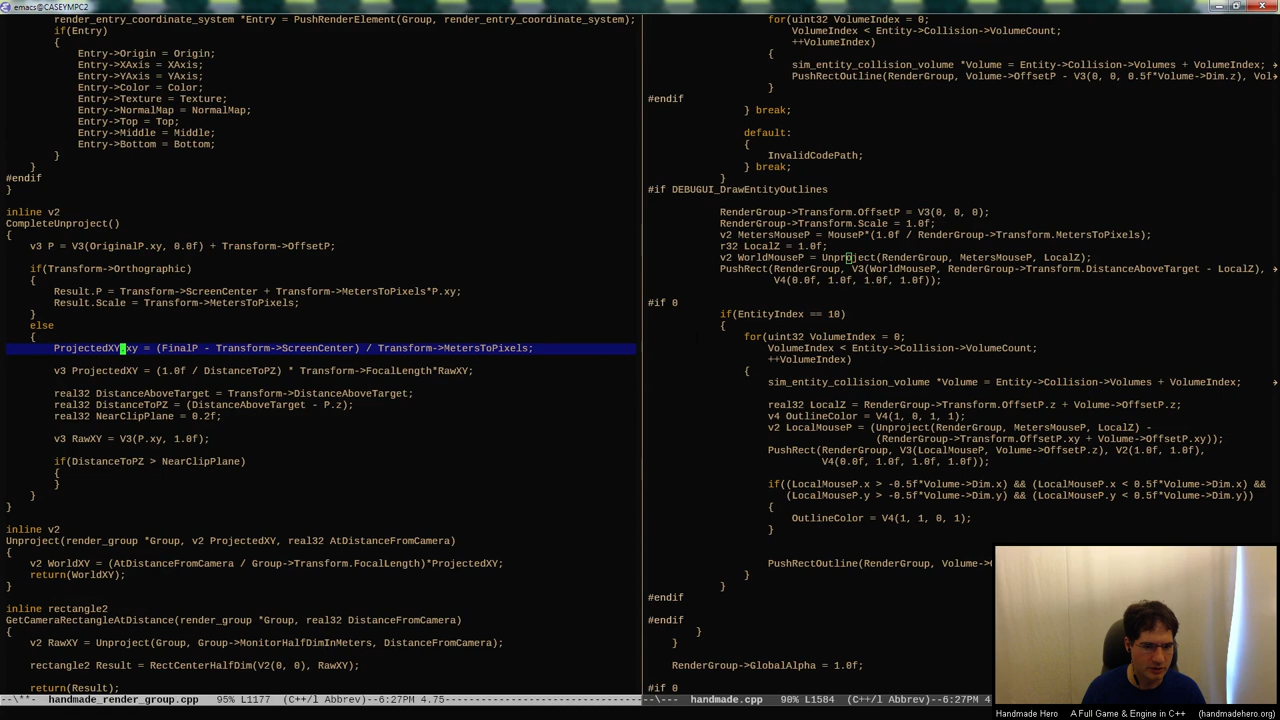 emacs@CASEYMPC2
render_entry_coordinate_system *Entry = PushRenderElement(Group, render_entry_coordinate_system);
if(Entry)
{
Entry->Origin = Origin;
Entry->XAxis = XAxis;
Entry->YAxis = YAxis;
Entry->Color = Color;
Entry->Texture = Texture;
Entry->NormalMap = NormalMap;
Entry->Top = Top;
Entry->Middle = Middle;
Entry->Bottom = Bottom;
}
}
#endif
}
inline v2
CompleteUnproject()
{
v3 P = V3(OriginalP.xy, 0.0f) + Transform->OffsetP;
if(Transform->Orthographic)
{
Result.P = Transform->ScreenCenter + Transform->MetersToPixels*P.xy;
Result.Scale = Transform->MetersToPixels;
}
else
{
ProjectedXY.xy = (FinalP - Transform->ScreenCenter) / Transform->MetersToPixels;
v3 ProjectedXY = (1.0f / DistanceToPZ) * Transform->FocalLength*RawXY;
real32 DistanceAboveTarget = Transform->DistanceAboveTarget;
real32 DistanceToPZ = (DistanceAboveTarget - P.z);
real32 NearClipPlane = 0.2f;
v3 RawXY = V3(P.xy, 1.0f);
if(DistanceToPZ > NearClipPlane)
{
}
}
}
inline v2
Unproject(render_group *Group, v2 ProjectedXY, real32 AtDistanceFromCamera)
{
v2 WorldXY = (AtDistanceFromCamera / Group->Transform.FocalLength)*ProjectedXY;
return(WorldXY);
}
inline rectangle2
GetCameraRectangleAtDistance(render_group *Group, real32 DistanceFromCamera)
{
v2 RawXY = Unproject(Group, Group->MonitorHalfDimInMeters, DistanceFromCamera);
rectangle2 Result = RectCenterHalfDim(V2(0, 0), RawXY);
return(Result);
--\** handmade_render_group.cpp 95% L1177 (C++/l Abbrev)--6:27PM 4.75
for(uint32 VolumeIndex = 0;
VolumeIndex < Entity->Collision->VolumeCount;
++VolumeIndex)
{
sim_entity_collision_volume *Volume = Entity->Collision->Volumes + VolumeIndex;
PushRectOutline(RenderGroup, Volume->OffsetP - V3(0, 0, 0.5f*Volume->Dim.z), Vol
}
#endif
} break;
default:
{
InvalidCodePath;
} break;
}
#if DEBUGUI_DrawEntityOutlines
RenderGroup->Transform.OffsetP = V3(0, 0, 0);
RenderGroup->Transform.Scale = 1.0f;
v2 MetersMouseP = MouseP*(1.0f / RenderGroup->Transform.MetersToPixels);
r32 LocalZ = 1.0f;
v2 WorldMouseP = Unproject(RenderGroup, MetersMouseP, LocalZ);
PushRect(RenderGroup, V3(WorldMouseP, RenderGroup->Transform.DistanceAboveTarget - LocalZ),
V4(0.0f, 1.0f, 1.0f, 1.0f));
#if 0
if(EntityIndex == 10)
{
for(uint32 VolumeIndex = 0;
VolumeIndex < Entity->Collision->VolumeCount;
++VolumeIndex)
{
sim_entity_collision_volume *Volume = Entity->Collision->Volumes + VolumeIndex;
real32 LocalZ = RenderGroup->Transform.OffsetP.z + Volume->OffsetP.z;
v4 OutlineColor = V4(1, 0, 1, 1);
v2 LocalMouseP = (Unproject(RenderGroup, MetersMouseP, LocalZ) -
(RenderGroup->Transform.OffsetP.xy + Volume->OffsetP.xy));
PushRect(RenderGroup, V3(LocalMouseP, Volume->OffsetP.z), V2(1.0f, 1.0f),
V4(0.0f, 1.0f, 1.0f, 1.0f));
if((LocalMouseP.x > -0.5f*Volume->Dim.x) && (LocalMouseP.x < 0.5f*Volume->Dim.x) &&
(LocalMouseP.y > -0.5f*Volume->Dim.y) && (LocalMouseP.y < 0.5f*Volume->Dim.y))
{
OutlineColor = V4(1, 1, 0, 1);
}
PushRectOutline(RenderGroup, Volume->
}
}
#endif
#endif
}
}
RenderGroup->GlobalAlpha = 1.0f;
#if 0
--\--- handmade.cpp 90% L1584 (C++/l Abbrev)--6:27PM 4
Handmade Hero A Full Game & Engine in C++ (handmadehero.org)